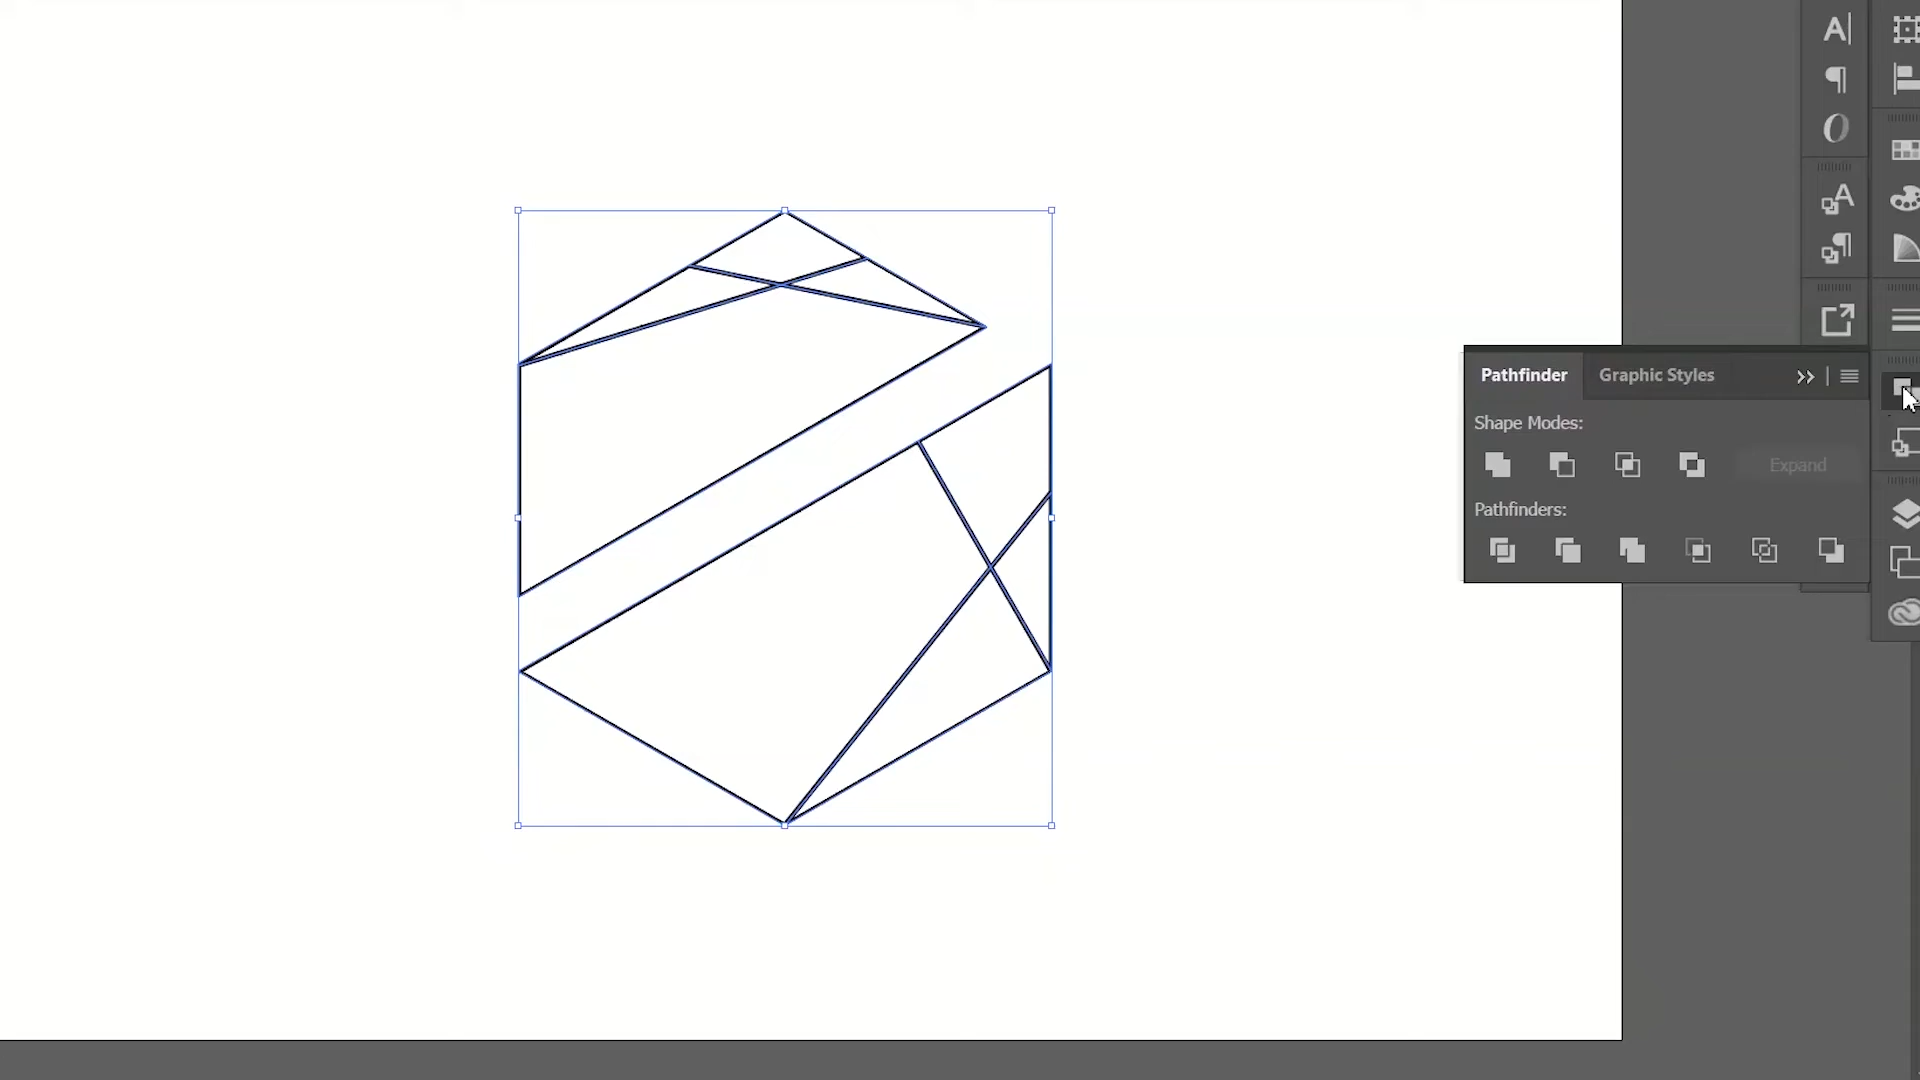 Pathfinder
Graphic Styles
Shape Modes:
Expand
Pathfinders: